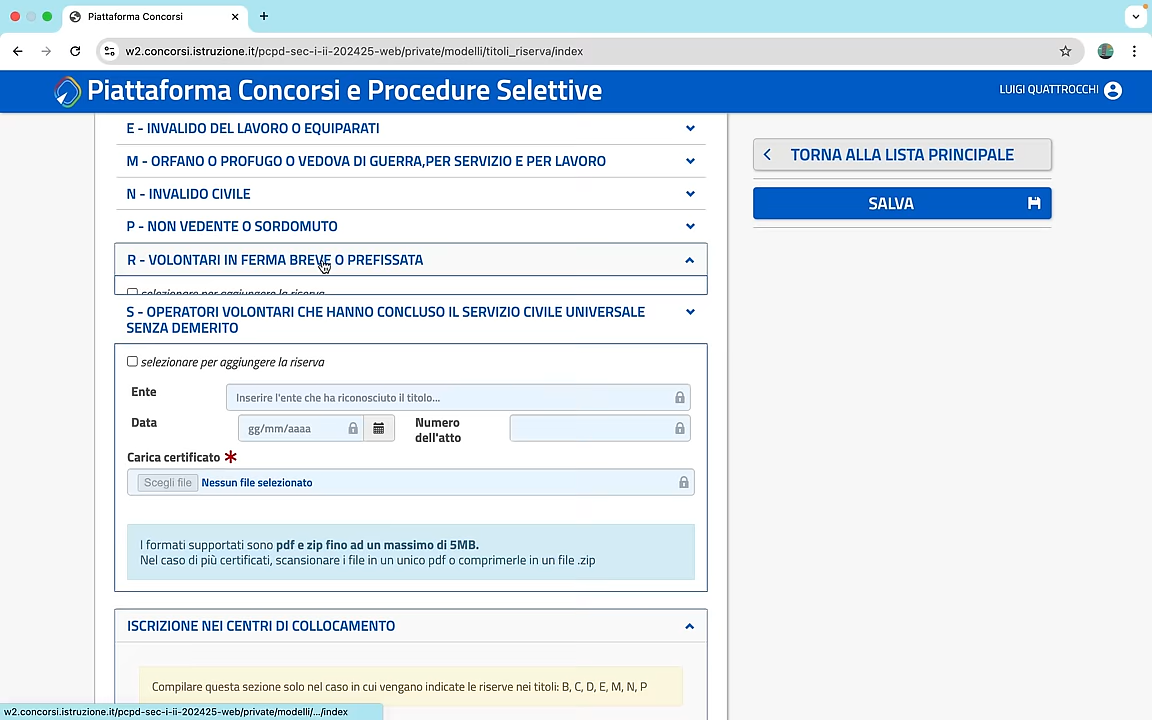 Piattaforma Concorsi
w2.concorsi.istruzione.it/pcpd-sec-i-ii-202425-web/private/modelli/titoli_riserva/index
Piattaforma Concorsi e Procedure Selettive
LUIGI QUATTROCCHI
E - INVALIDO DEL LAVORO O EQUIPARATI
M - ORFANO O PROFUGO O VEDOVA DI GUERRA,PER SERVIZIO E PER LAVORO
N - INVALIDO CIVILE
P - NON VEDENTE O SORDOMUTO
R - VOLONTARI IN FERMA BREVE O PREFISSATA
selezionare per aggiungere la riserva
S - OPERATORI VOLONTARI CHE HANNO CONCLUSO IL SERVIZIO CIVILE UNIVERSALE
SENZA DEMERITO
selezionare per aggiungere la riserva
Ente
Inserire l'ente che ha riconosciuto il titolo...
Data
gg/mm/aaaa
Numero
dell'atto
Carica certificato *
Scegli file Nessun file selezionato
I formati supportati sono pdf e zip fino ad un massimo di 5MB.
Nel caso di più certificati, scansionare i file in un unico pdf o comprimerle in un file .zip
ISCRIZIONE NEI CENTRI DI COLLOCAMENTO
Compilare questa sezione solo nel caso in cui vengano indicate le riserve nei titoli: B, C, D, E, M, N, P
TORNA ALLA LISTA PRINCIPALE
SALVA
w2.concorsi.istruzione.it/pcpd-sec-i-ii-202425-web/private/modelli/.../index